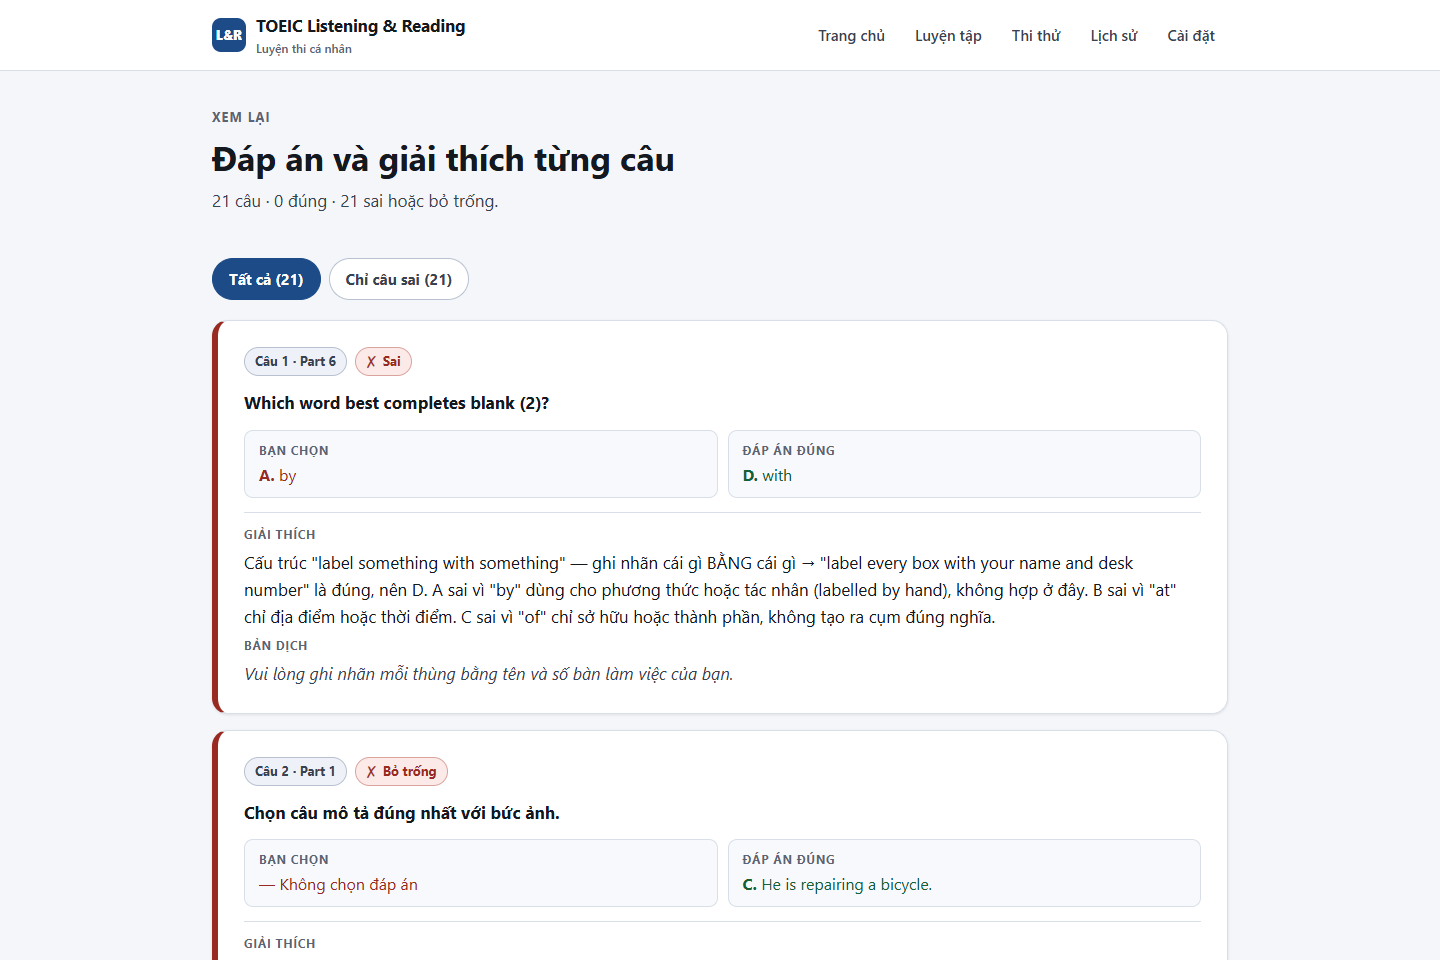 L&R
TOEIC Listening & Reading
Luyện thi cá nhân
Trang chủ
Luyện tập
Thi thử
Lịch sử
Cài đặt
XEM LẠI
Đáp án và giải thích từng câu
21 câu · 0 đúng · 21 sai hoặc bỏ trống.
Tất cả (21)
Chỉ câu sai (21)
Câu 1 · Part 6
✗ Sai
Which word best completes blank (2)?
BẠN CHỌN
A. by
ĐÁP ÁN ĐÚNG
D. with
GIẢI THÍCH
Cấu trúc "label something with something" — ghi nhãn cái gì BẰNG cái gì → "label every box with your name and desk
number" là đúng, nên D. A sai vì "by" dùng cho phương thức hoặc tác nhân (labelled by hand), không hợp ở đây. B sai vì "at"
chỉ địa điểm hoặc thời điểm. C sai vì "of" chỉ sở hữu hoặc thành phần, không tạo ra cụm đúng nghĩa.
BẢN DỊCH
Vui lòng ghi nhãn mỗi thùng bằng tên và số bàn làm việc của bạn.
Câu 2 · Part 1
✗ Bỏ trống
Chọn câu mô tả đúng nhất với bức ảnh.
BẠN CHỌN
— Không chọn đáp án
ĐÁP ÁN ĐÚNG
C. He is repairing a bicycle.
GIẢI THÍCH